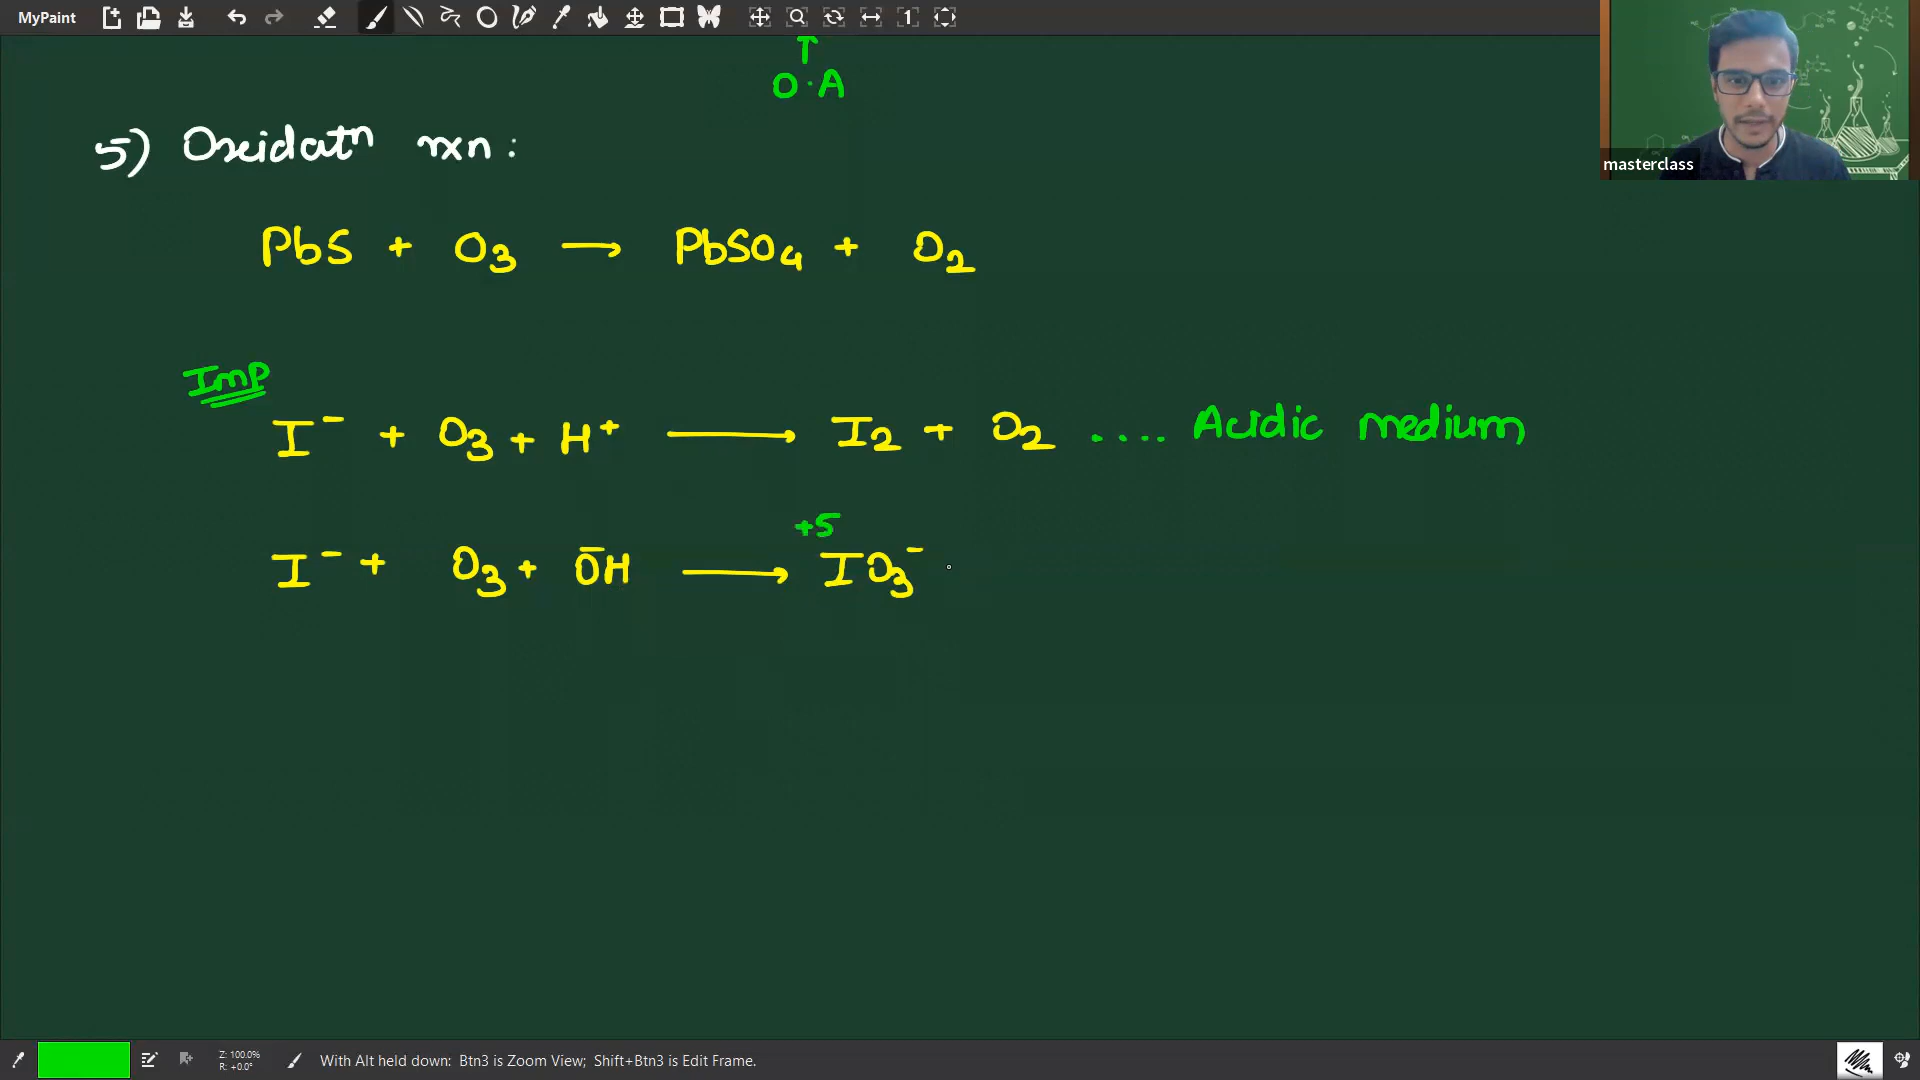 MyPaint
↑
O·A
masterclass
5) Oxidatn rxn :
PbS + O₃ → PbSO₄ + O₂
Imp
I⁻ + O₃ + H⁺ → I₂ + O₂ .... Acidic medium
+5
I⁻ + O₃ + ŌH → IO₃⁻
Z: 100.0%
R: +0.0°
With Alt held down: Btn3 is Zoom View; Shift+Btn3 is Edit Frame.